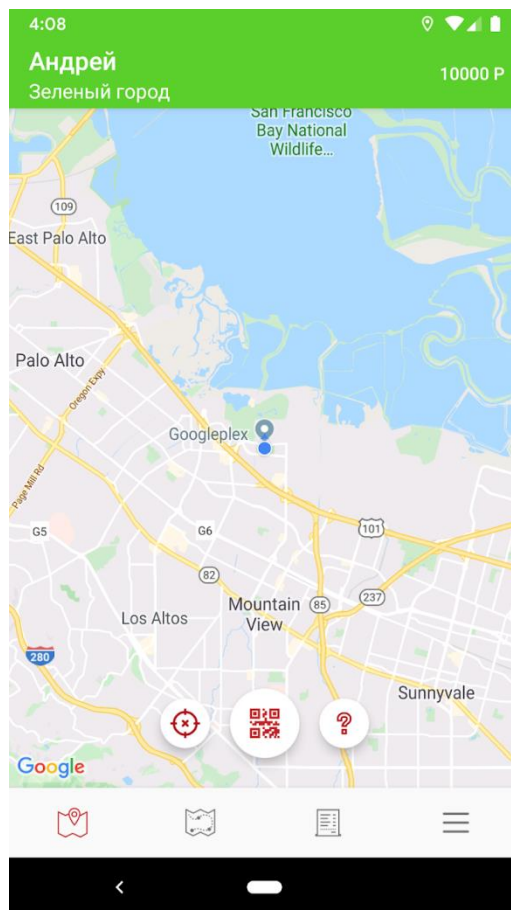 4:08
Андрей
Зеленый город
10000 Р
San Francisco
Bay National
Wildlife...
109
East Palo Alto
Palo Alto
Oregon Expy
Googleplex
Page Mill Rd
G5
G6
101
82
237
Mountain
View
85
Los Altos
280
Sunnyvale
?
Google